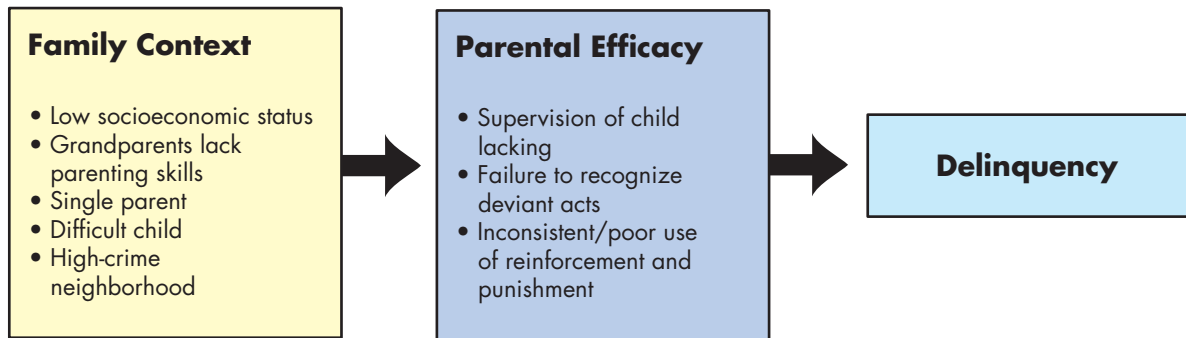 Family Context
• Low socioeconomic status
• Grandparents lack
parenting skills
• Single parent
• Difficult child
• High-crime
neighborhood
Parental Efficacy
• Supervision of child
lacking
• Failure to recognize
deviant acts
• Inconsistent/poor use
of reinforcement and
punishment
Delinquency